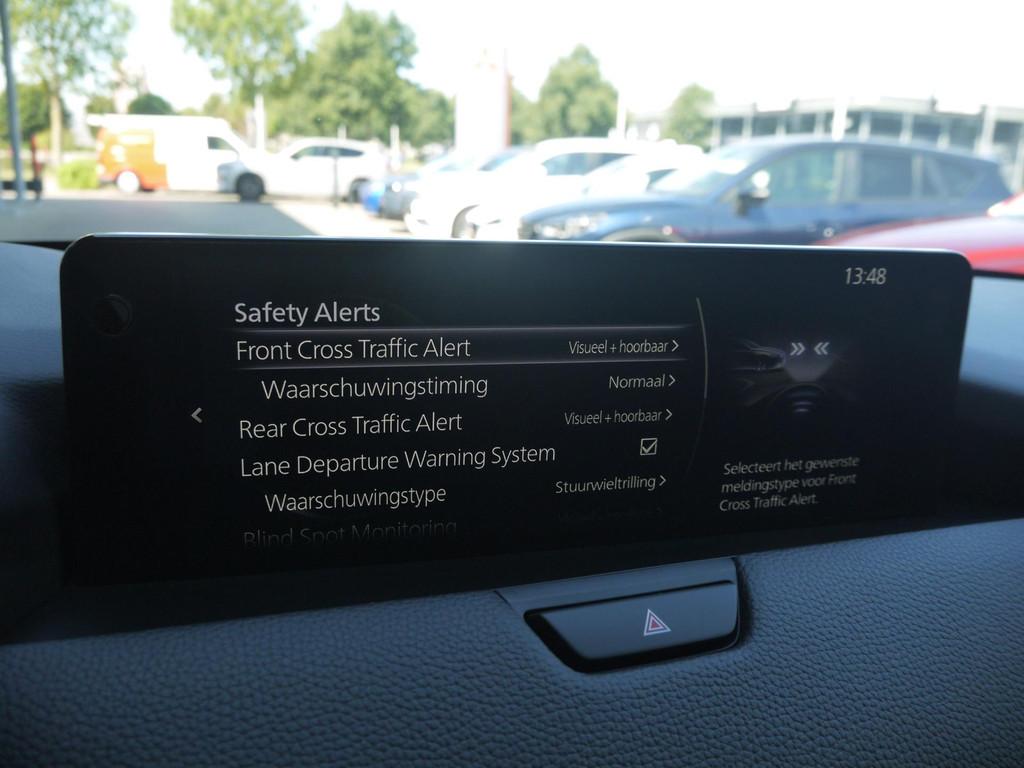 13:48
Safety Alerts
Front Cross Traffic Alert Visueel + hoorbaar >
Waarschuwingstiming Normaal >
Rear Cross Traffic Alert Visueel + hoorbaar >
Lane Departure Warning System
Waarschuwingstype Stuurwieltrilling >
Blind Spot Monitoring
Selecteert het gewenste
meldingstype voor Front
Cross Traffic Alert.